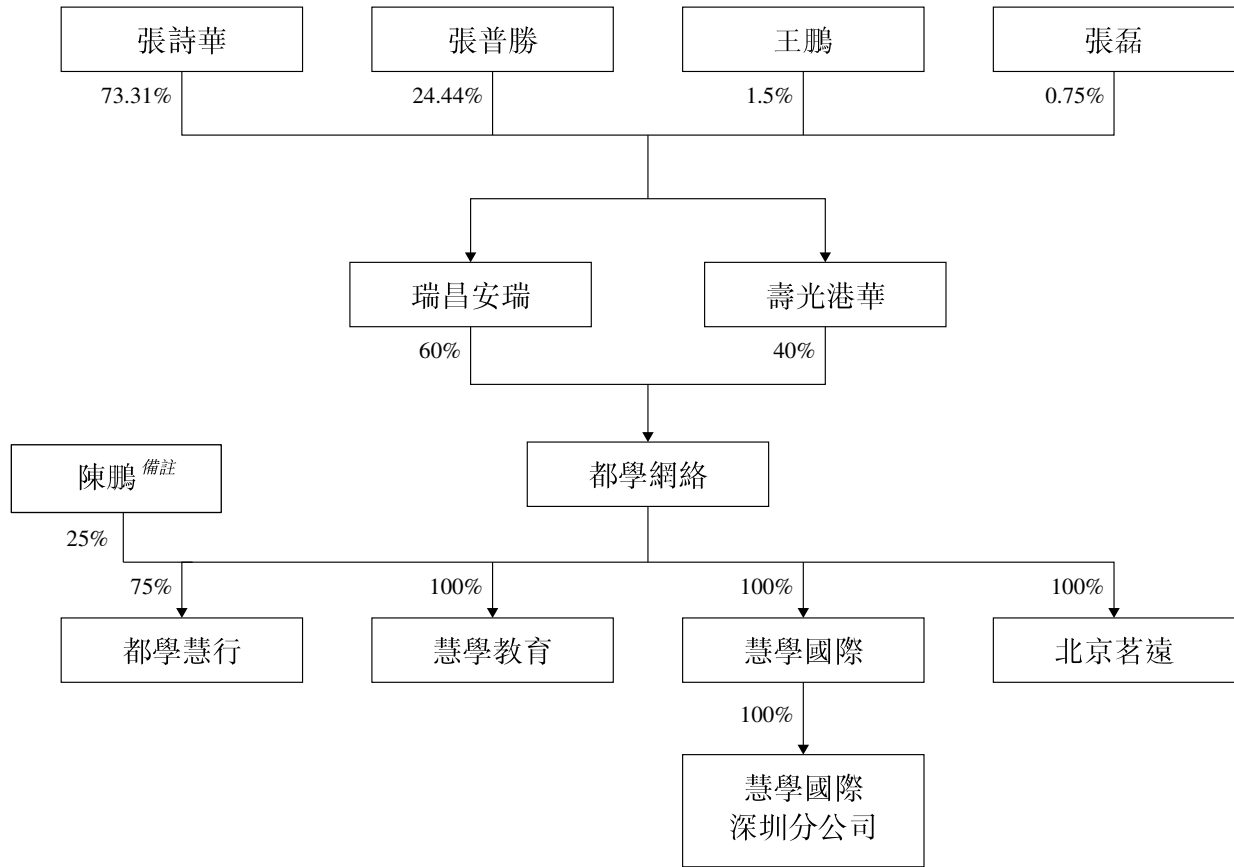 張詩華
張普勝
王鵬
張磊
73.31%
24.44%
1.5%
0.75%
瑞昌安瑞
壽光港華
60%
40%
陳鵬 備註
都學網絡
25%
75%
100%
100%
100%
都學慧行
慧學教育
慧學國際
北京茗遠
100%
慧學國際
深圳分公司